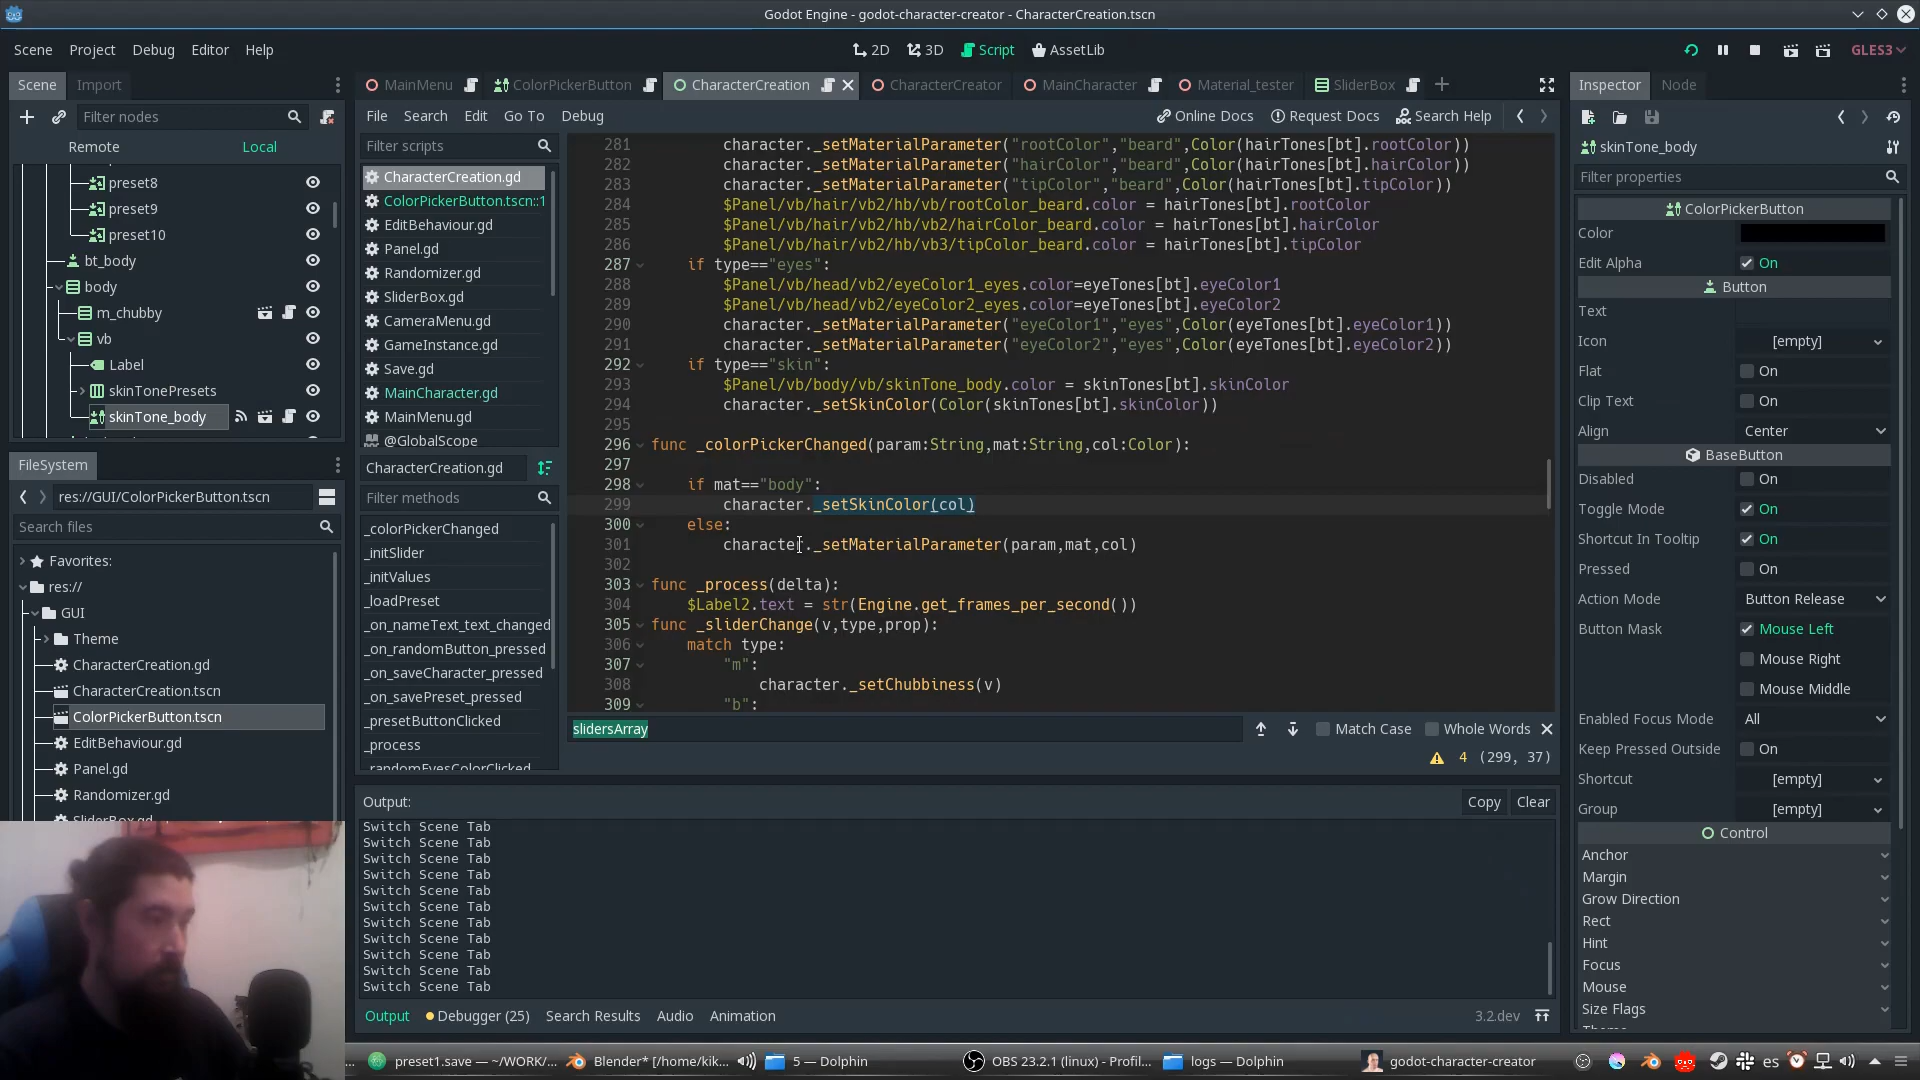 Godot Engine - godot-character-creator - CharacterCreation.tscn
Scene Project Debug Editor Help
2D 3D Script AssetLib
GLES3
Scene Import
Filter nodes
Remote Local
preset8
preset9
preset10
bt_body
body
m_chubby
vb
Label
skinTonePresets
skinTone_body
FileSystem
res://GUI/ColorPickerButton.tscn
Search files
Favorites:
res://
GUI
Theme
CharacterCreation.gd
CharacterCreation.tscn
ColorPickerButton.tscn
EditBehaviour.gd
Panel.gd
Randomizer.gd
SliderBox.gd
MainMenu ColorPickerButton CharacterCreation CharacterCreator MainCharacter Material_tester SliderBox
File Search Edit Go To Debug
Online Docs Request Docs Search Help
Filter scripts
CharacterCreation.gd
ColorPickerButton.tscn::1
EditBehaviour.gd
Panel.gd
Randomizer.gd
SliderBox.gd
CameraMenu.gd
GameInstance.gd
Save.gd
MainCharacter.gd
MainMenu.gd
@GlobalScope
CharacterCreation.gd
Filter methods
_colorPickerChanged
_initSlider
_initValues
_loadPreset
_on_nameText_text_changed
_on_randomButton_pressed
_on_saveCharacter_pressed
_on_savePreset_pressed
_presetButtonClicked
_process
_randomEyesColorClicked
281 character._setMaterialParameter("rootColor","beard",Color(hairTones[bt].rootColor))
282 character._setMaterialParameter("hairColor","beard",Color(hairTones[bt].hairColor))
283 character._setMaterialParameter("tipColor","beard",Color(hairTones[bt].tipColor))
284 $Panel/vb/hair/vb2/hb/vb/rootColor_beard.color = hairTones[bt].rootColor
285 $Panel/vb/hair/vb2/hb/vb2/hairColor_beard.color = hairTones[bt].hairColor
286 $Panel/vb/hair/vb2/hb/vb3/tipColor_beard.color = hairTones[bt].tipColor
287 if type=="eyes":
288 $Panel/vb/head/vb2/eyeColor1_eyes.color=eyeTones[bt].eyeColor1
289 $Panel/vb/head/vb2/eyeColor2_eyes.color=eyeTones[bt].eyeColor2
290 character._setMaterialParameter("eyeColor1","eyes",Color(eyeTones[bt].eyeColor1))
291 character._setMaterialParameter("eyeColor2","eyes",Color(eyeTones[bt].eyeColor2))
292 if type=="skin":
293 $Panel/vb/body/vb/skinTone_body.color = skinTones[bt].skinColor
294 character._setSkinColor(Color(skinTones[bt].skinColor))
295
296 func _colorPickerChanged(param:String,mat:String,col:Color):
297
298 if mat=="body":
299 character._setSkinColor(col)
300 else:
301 character._setMaterialParameter(param,mat,col)
302
303 func _process(delta):
304 $Label2.text = str(Engine.get_frames_per_second())
305 func _sliderChange(v,type,prop):
306 match type:
307 "m":
308 character._setChubbiness(v)
309 "b":
slidersArray
Match Case Whole Words
4 (299, 37)
Output:
Copy Clear
Switch Scene Tab
Switch Scene Tab
Switch Scene Tab
Switch Scene Tab
Switch Scene Tab
Switch Scene Tab
Switch Scene Tab
Switch Scene Tab
Switch Scene Tab
Switch Scene Tab
Switch Scene Tab
Output Debugger (25) Search Results Audio Animation
3.2.dev
Inspector Node
skinTone_body
Filter properties
ColorPickerButton
Color
Edit Alpha On
Button
Text
Icon [empty]
Flat On
Clip Text On
Align Center
BaseButton
Disabled On
Toggle Mode On
Shortcut In Tooltip On
Pressed On
Action Mode Button Release
Button Mask Mouse Left
Mouse Right
Mouse Middle
Enabled Focus Mode All
Keep Pressed Outside On
Shortcut [empty]
Group [empty]
Control
Anchor
Margin
Grow Direction
Rect
Hint
Focus
Mouse
Size Flags
preset1.save — ~/WORK/...
Blender* [/home/kik...
5 — Dolphin
OBS 23.2.1 (linux) - Profil...
logs — Dolphin
godot-character-creator
es